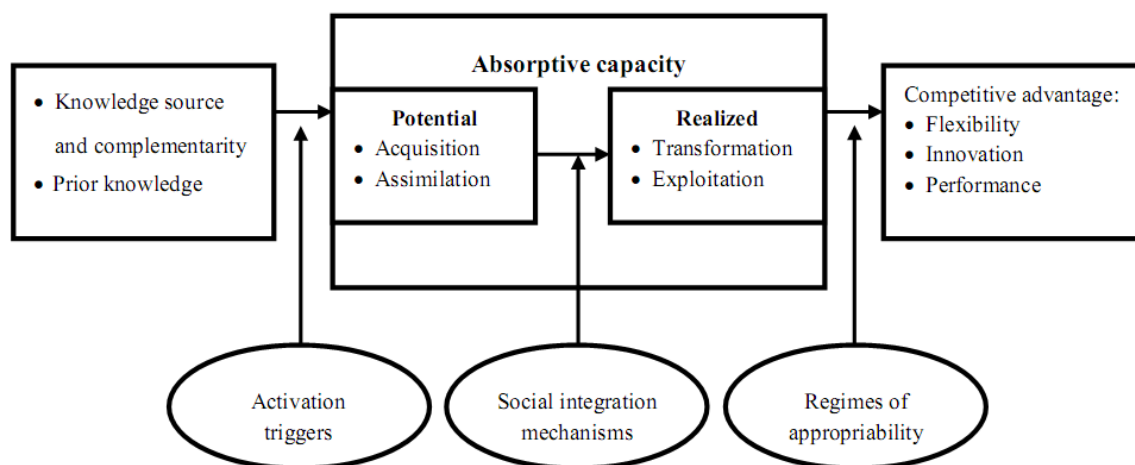 Absorptive capacity
• Knowledge source
and complementarity
• Prior knowledge
Potential
• Acquisition
• Assimilation
Realized
• Transformation
• Exploitation
Competitive advantage:
• Flexibility
• Innovation
• Performance
Activation
triggers
Social integration
mechanisms
Regimes of
appropriability